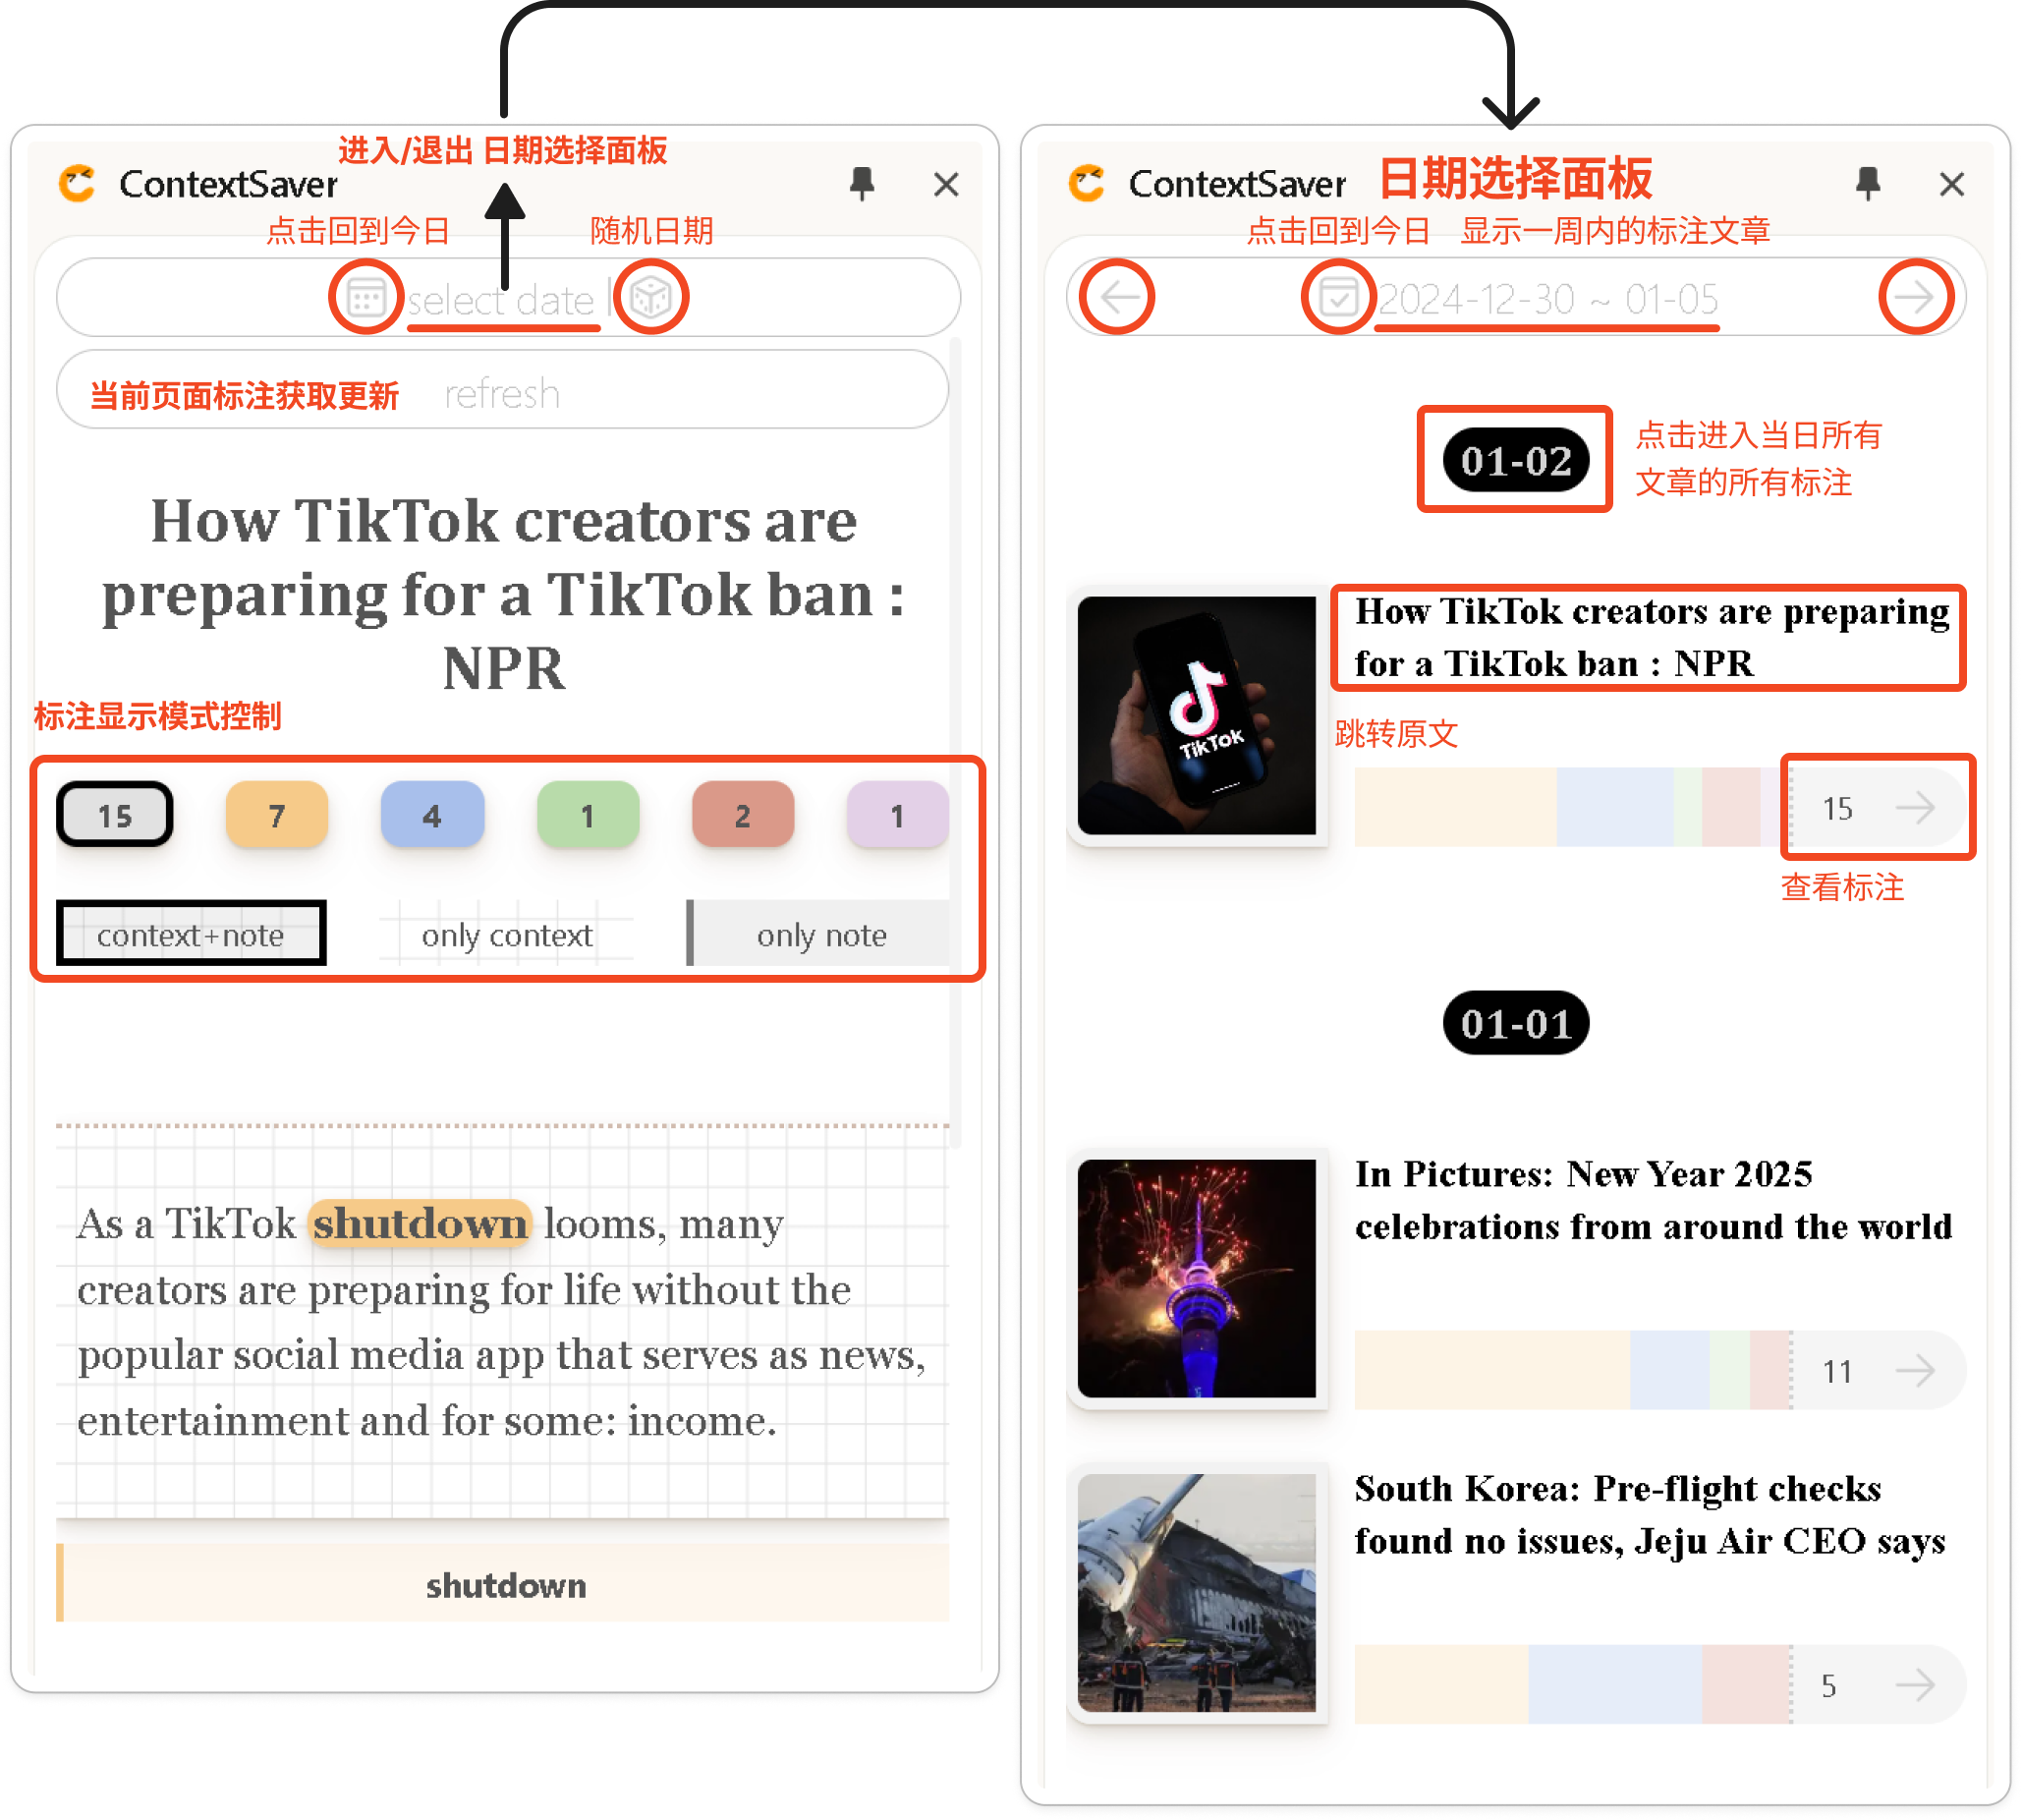 进入/退出 日期选择面板
ContextSaver
点击回到今日
随机日期
select date
当前页面标注获取更新
refresh
How TikTok creators are
preparing for a TikTok ban :
NPR
标注显示模式控制
15
7
4
1
2
1
context+note
only context
only note
As a TikTok shutdown looms, many
creators are preparing for life without the
popular social media app that serves as news,
entertainment and for some: income.
shutdown
ContextSaver
日期选择面板
点击回到今日
显示一周内的标注文章
2024-12-30 ~ 01-05
01-02
点击进入当日所有
文章的所有标注
TikTok
How TikTok creators are preparing
for a TikTok ban : NPR
跳转原文
15
查看标注
01-01
In Pictures: New Year 2025
celebrations from around the world
11
South Korea: Pre-flight checks
found no issues, Jeju Air CEO says
5